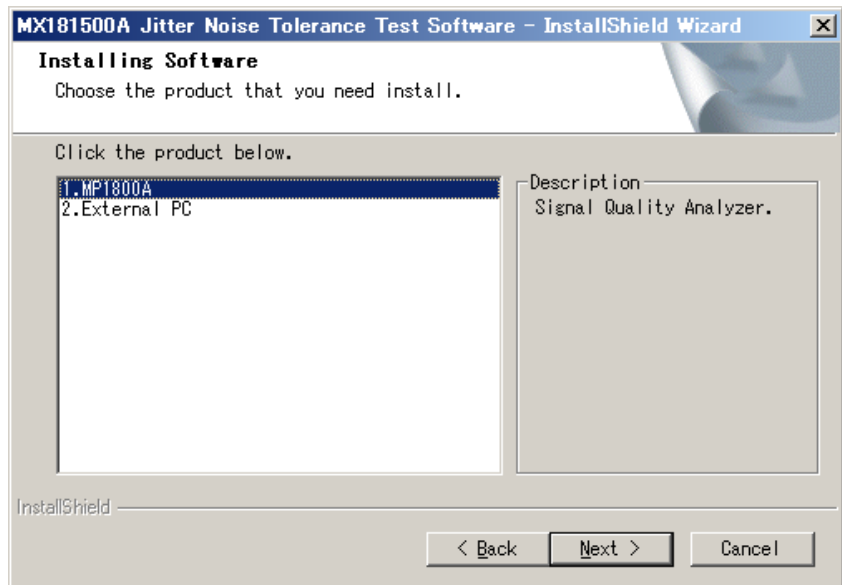 MX181500A Jitter Noise Tolerance Test Software - InstallShield Wizard
Installing Software
Choose the product that you need install.
Click the product below.
1.MP1800A
2.External PC
Description
Signal Quality Analyzer.
InstallShield
< Back
Next >
Cancel